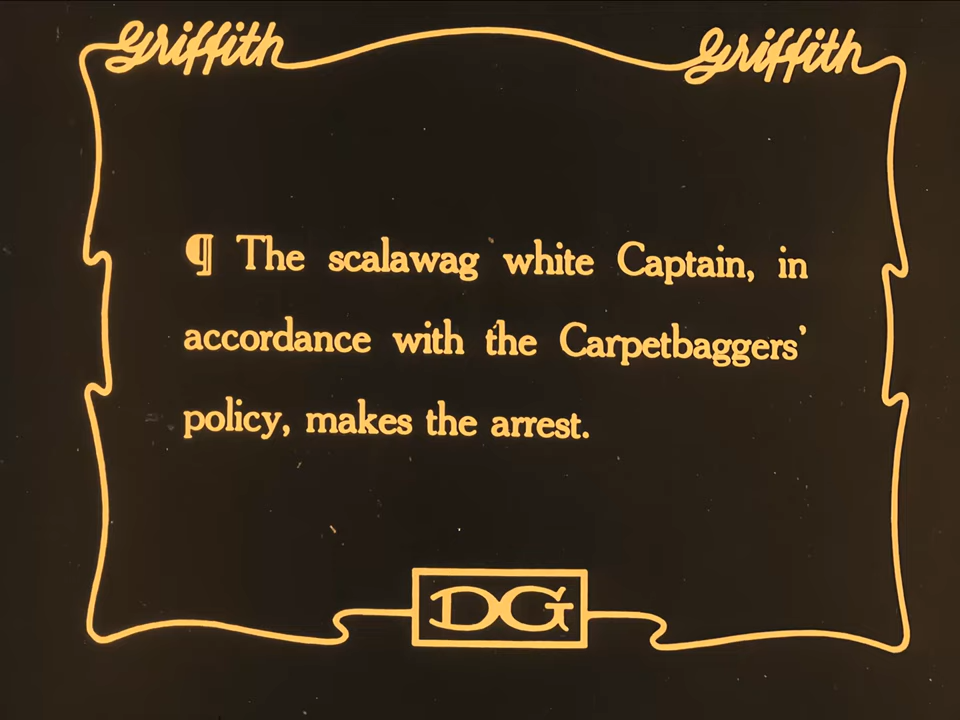 Griffith Griffith
¶ The scalawag white Captain, in
accordance with the Carpetbaggers'
policy, makes the arrest.
DG